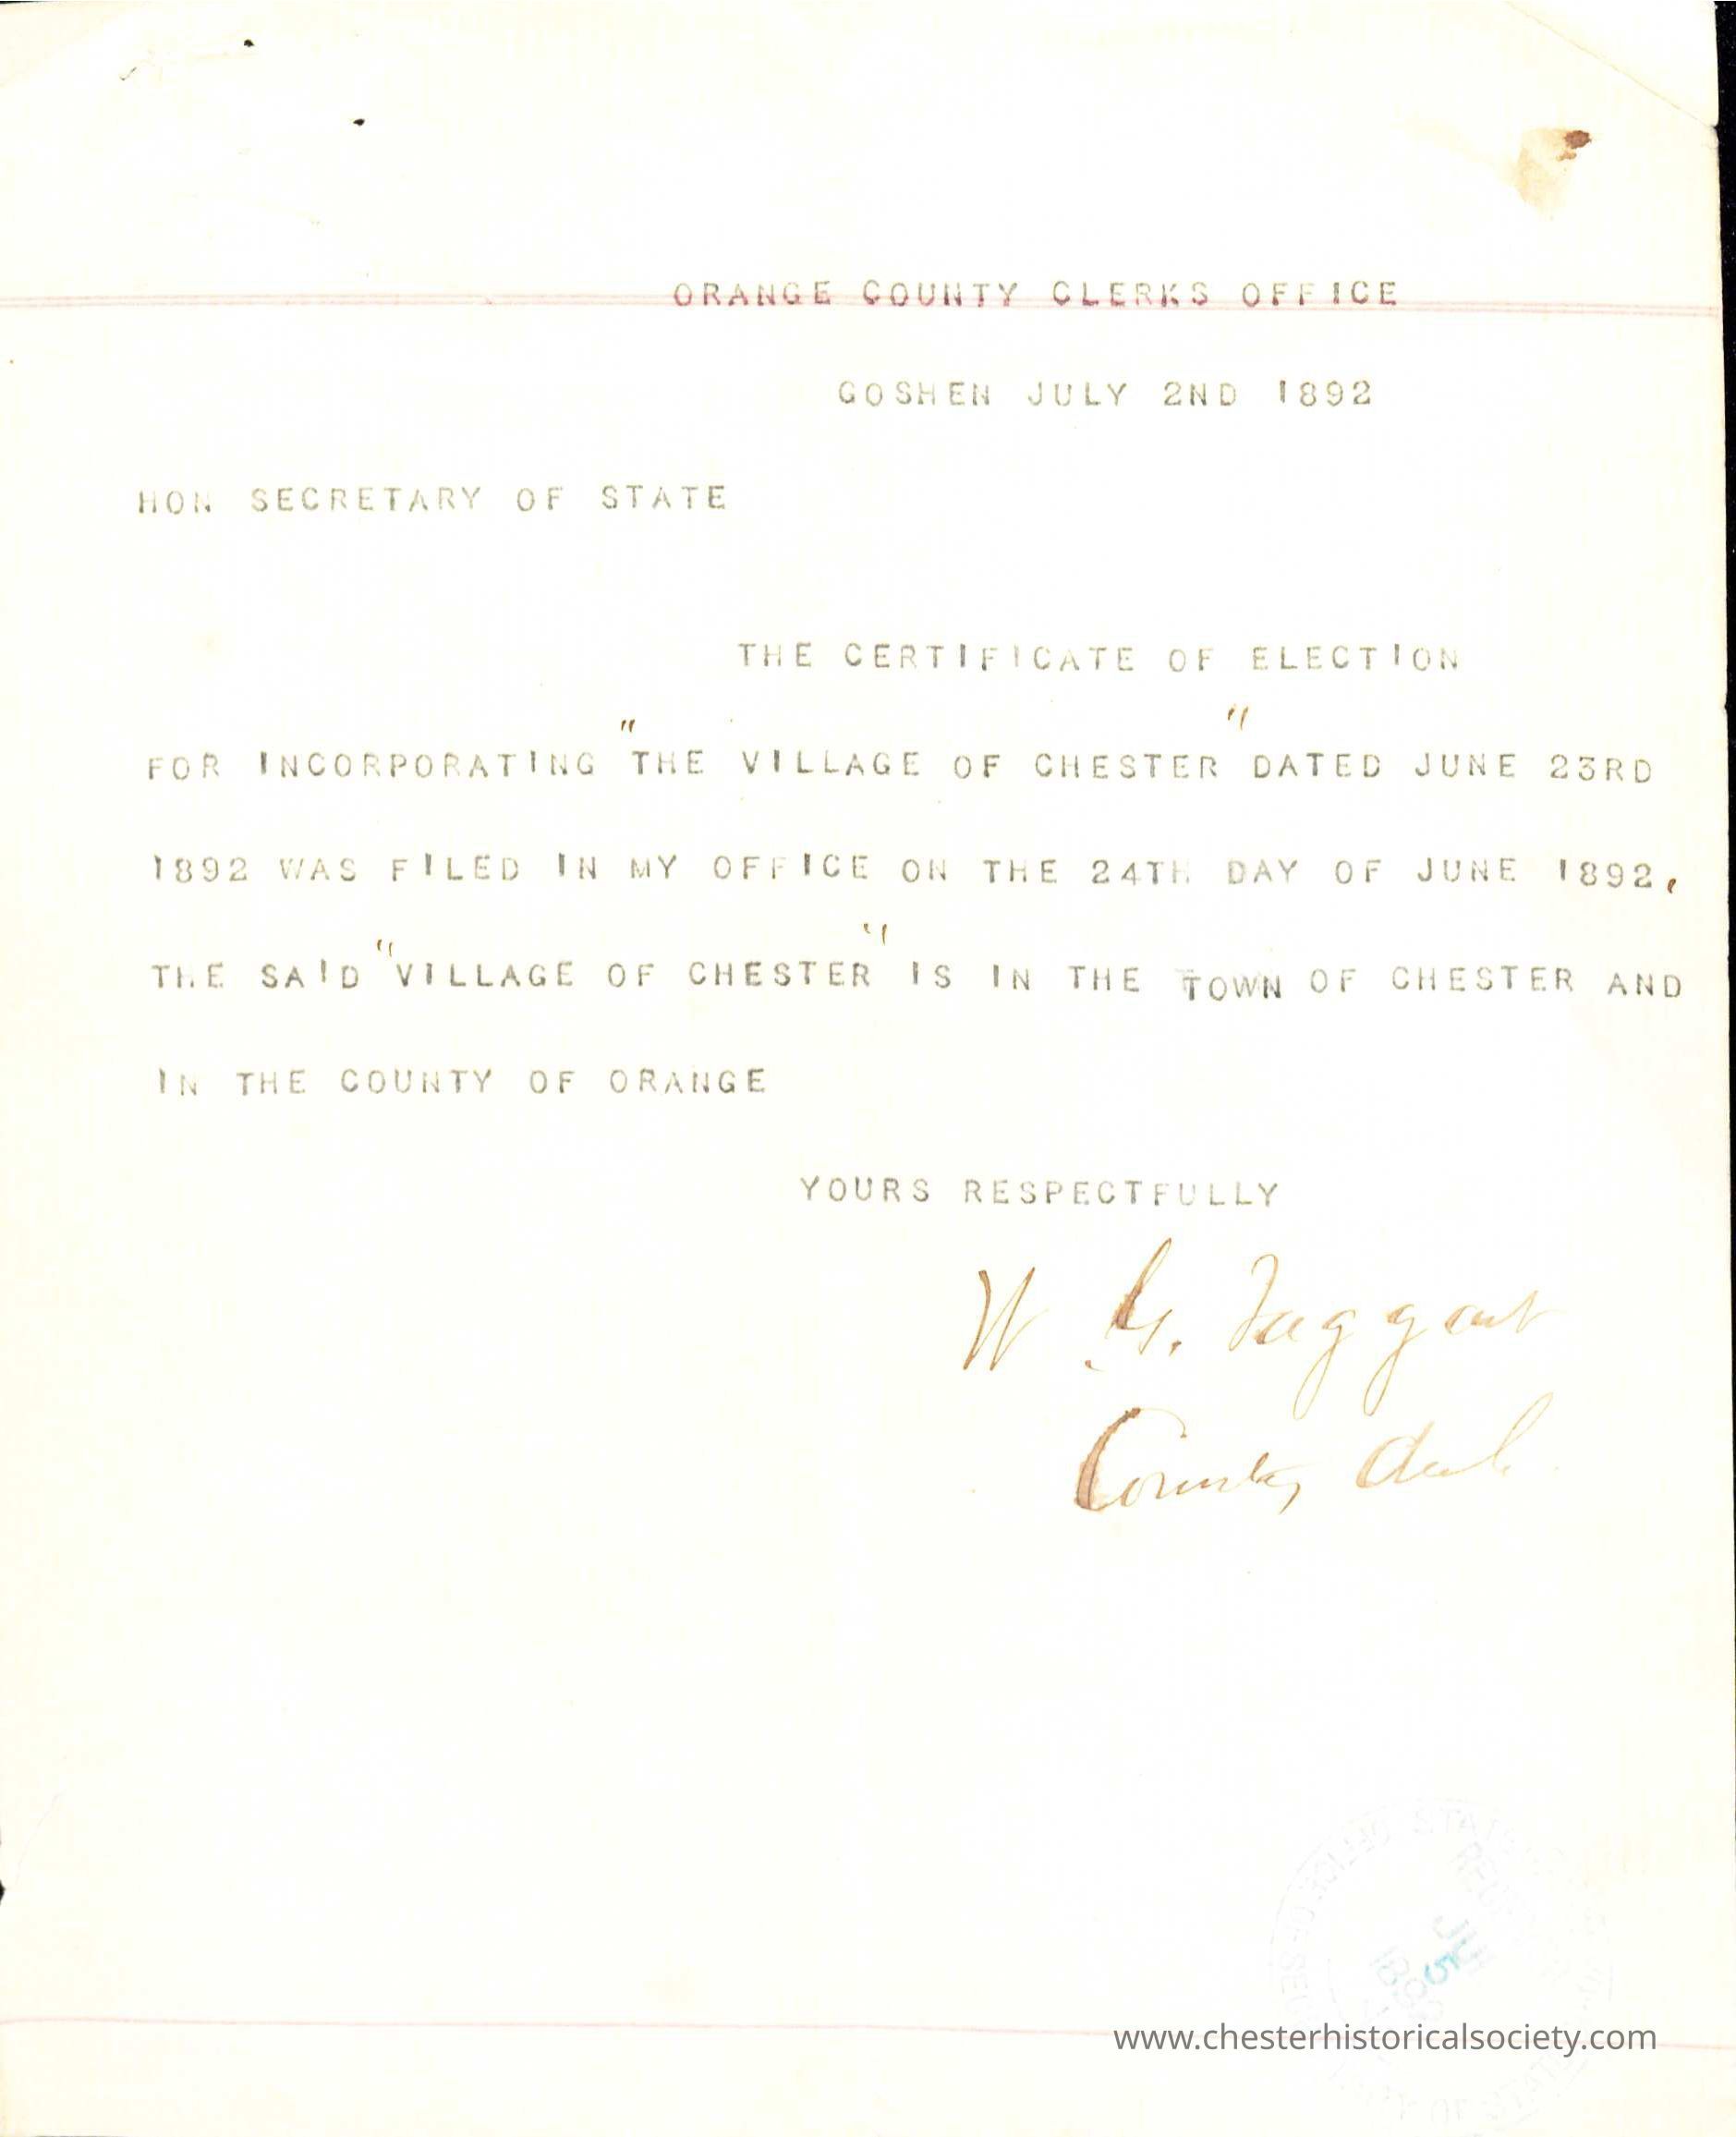 ORANGE COUNTY CLERKS OFFICE
GOSHEN JULY 2ND 1892
HON SECRETARY OF STATE
THE CERTIFICATE OF ELECTION
FOR INCORPORATING "THE VILLAGE OF CHESTER" DATED JUNE 23RD
1892 WAS FILED IN MY OFFICE ON THE 24TH DAY OF JUNE 1892,
THE SAID "VILLAGE OF CHESTER" IS IN THE TOWN OF CHESTER AND
IN THE COUNTY OF ORANGE
YOURS RESPECTFULLY
W. G. Taggart
County Clerk
5
www.chesterhistoricalsociety.com